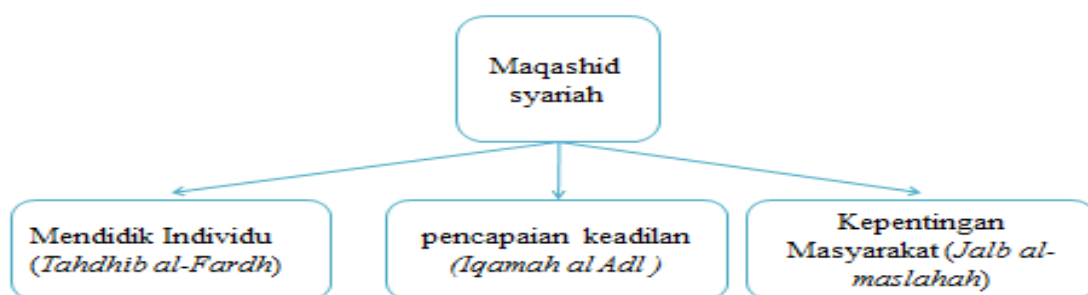 Maqashid
syariah
Mendidik Individu
(Tahdhib al-Fardh)
pencapaian keadilan
(Iqamah al Adl )
Kepentingan
Masyarakat (Jalb al-
maslahah)